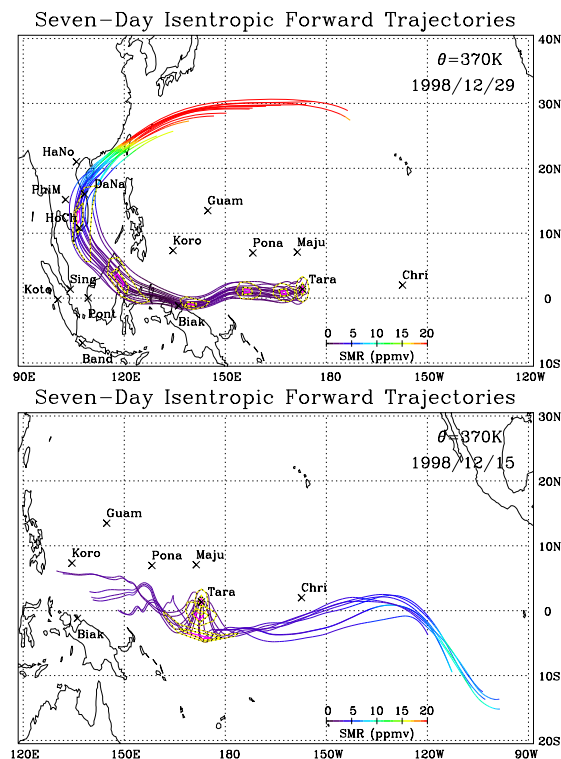 Seven-Day Isentropic Forward Trajectories
40N
θ=370K
1998/12/29
30N
20N
HaNo
DaNa
PhiM
Guam
HoCh
10N
Koro
Pona
Maju
Sing
Tara
Chri
Koto
0
Pont
Biak
0 5 10 15 20
SMR (ppmv)
Band
10S
90E 120E 150E 180 150W 120W
Seven-Day Isentropic Forward Trajectories
30N
θ=370K
1998/12/15
20N
Guam
10N
Koro
Pona
Maju
Tara
Chri
0
Biak
10S
0 5 10 15 20
SMR (ppmv)
20S
120E 150E 180 150W 120W 90W